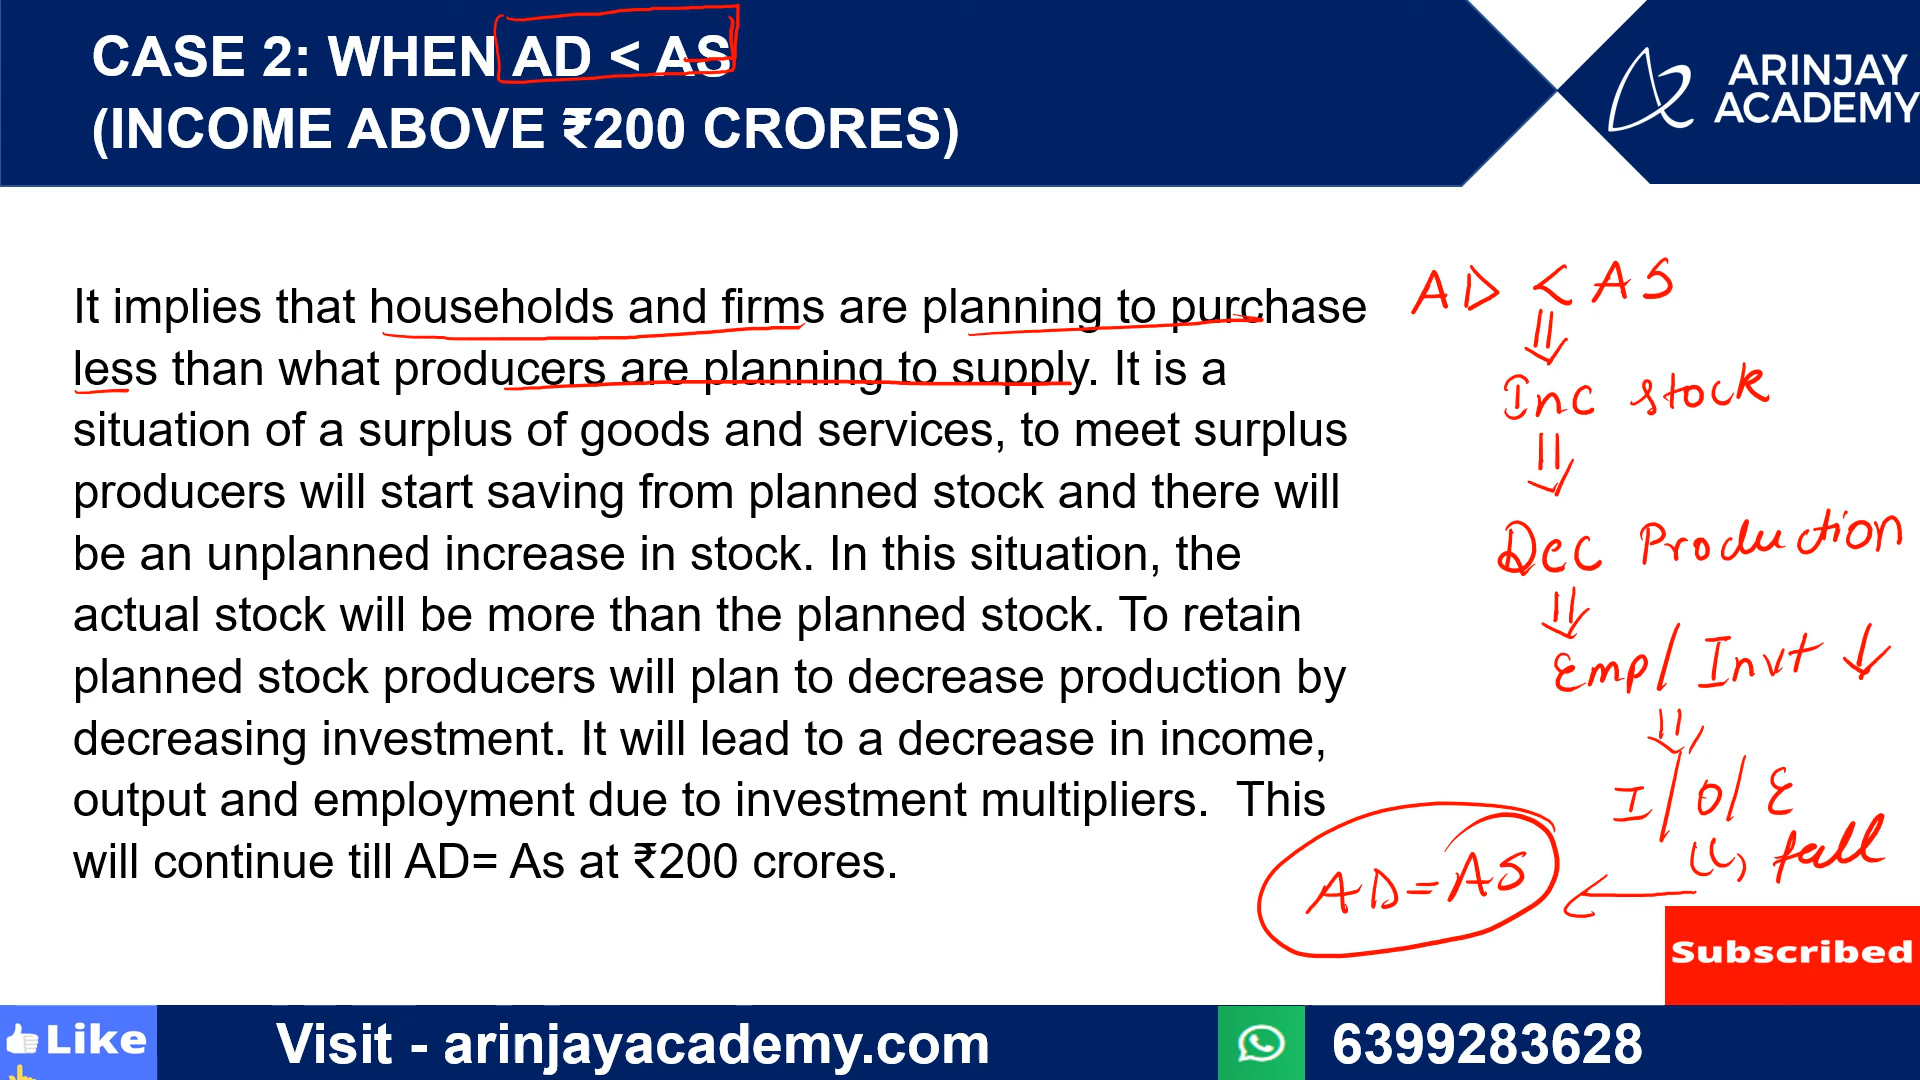 CASE 2: WHEN AD < AS
(INCOME ABOVE ₹200 CRORES)
ARINJAY
ACADEMY
It implies that households and firms are planning to purchase
less than what producers are planning to supply. It is a
situation of a surplus of goods and services, to meet surplus
producers will start saving from planned stock and there will
be an unplanned increase in stock. In this situation, the
actual stock will be more than the planned stock. To retain
planned stock producers will plan to decrease production by
decreasing investment. It will lead to a decrease in income,
output and employment due to investment multipliers.  This
will continue till AD= As at ₹200 crores.
AD < AS
Inc stock
Dec Production
Emp/ Invt ↓
I/O/E
fall
AD=AS
Subscribed
Like
Visit - arinjayacademy.com
6399283628